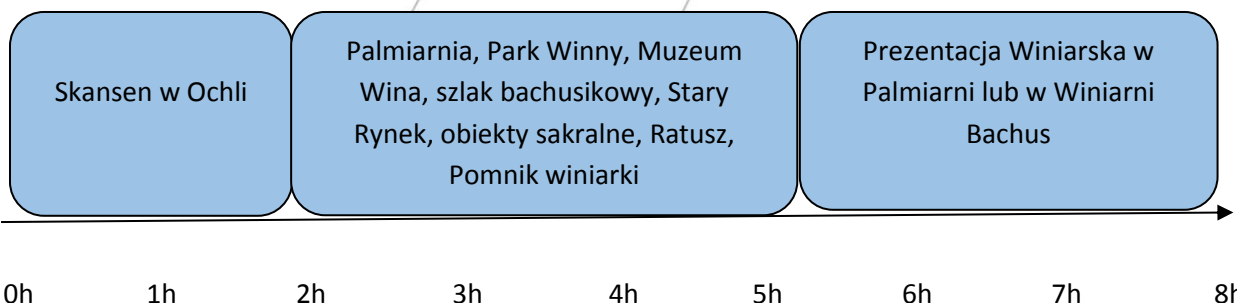 Skansen w Ochli
Palmiarnia, Park Winny, Muzeum
Wina, szlak bachusikowy, Stary
Rynek, obiekty sakralne, Ratusz,
Pomnik winiarki
Prezentacja Winiarska w
Palmiarni lub w Winiarni
Bachus
0h 1h 2h 3h 4h 5h 6h 7h 8h